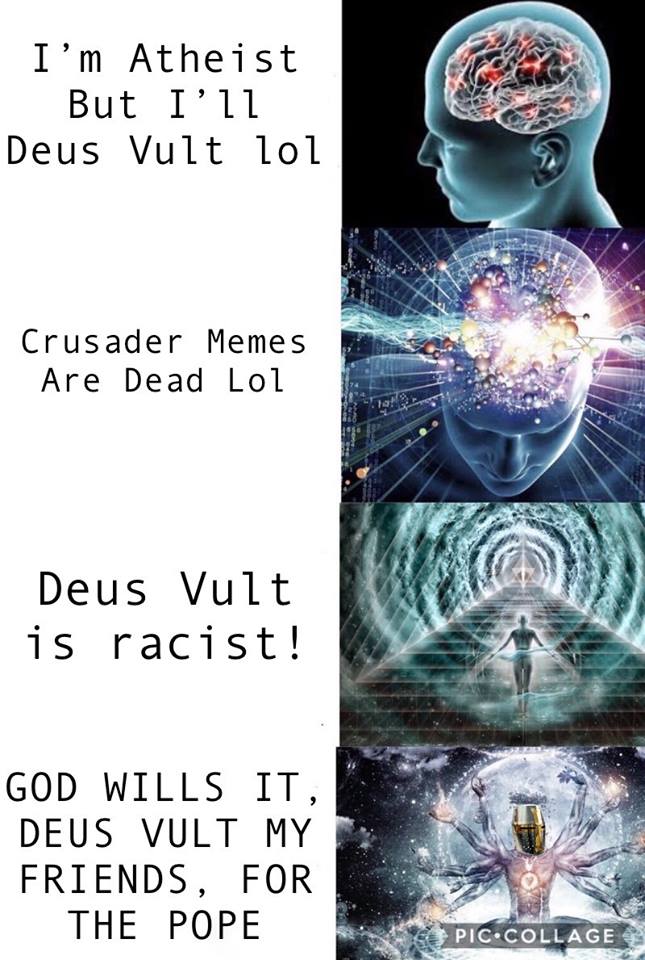 I'm Atheist
But I'll
Deus Vult lol
Crusader Memes
Are Dead Lol
Deus Vult
is racist!
GOD WILLS IT,
DEUS VULT MY
FRIENDS, FOR
THE POPE
PIC•COLLAGE